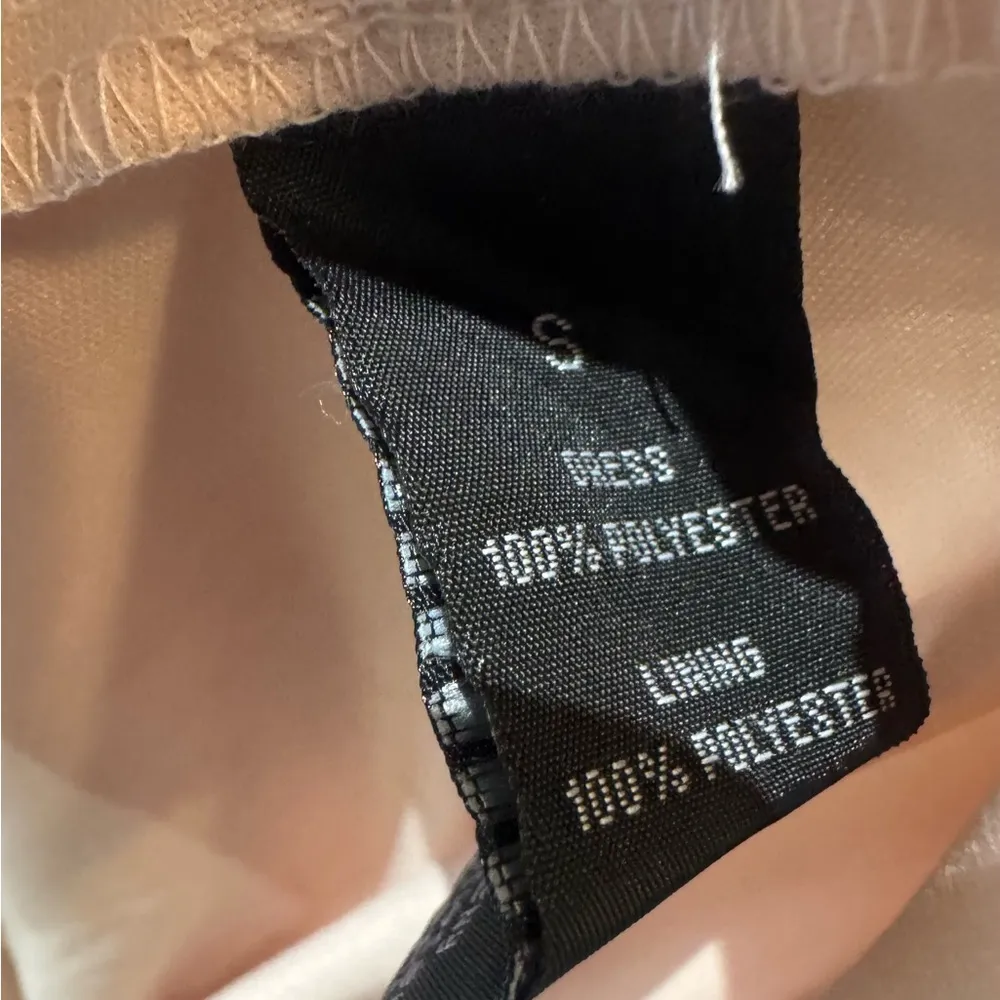 DRESS
100% POLYESTER
LINING
100% POLYESTER